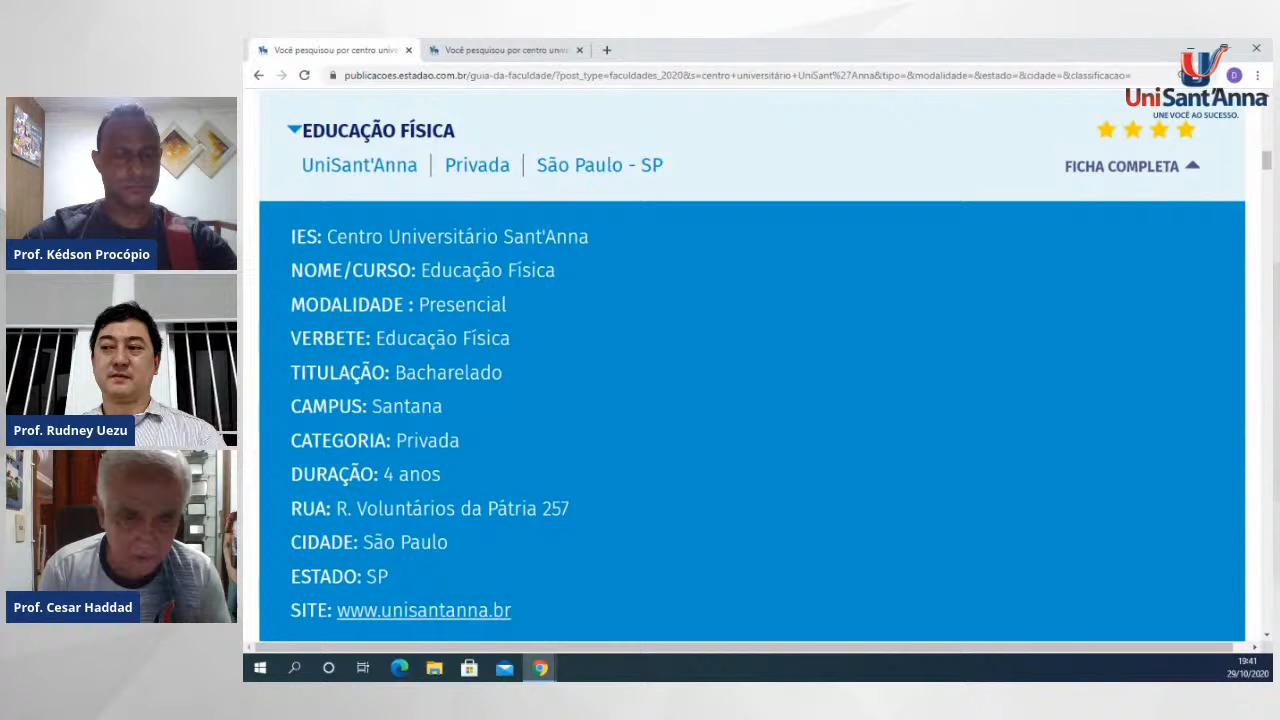 Você pesquisou por centro unive
Você pesquisou por centro unive
publicacoes.estadao.com.br/guia-da-faculdade/?post_type=faculdades_2020&s=centro+universitário+UniSant%27Anna&tipo=&modalidade=&estado=&cidade=&classificacao=
D
UniSant'Anna
UNE VOCÊ AO SUCESSO.
EDUCAÇÃO FÍSICA
UniSant'Anna | Privada | São Paulo - SP
FICHA COMPLETA
IES: Centro Universitário Sant'Anna
NOME/CURSO: Educação Física
MODALIDADE : Presencial
VERBETE: Educação Física
TITULAÇÃO: Bacharelado
CAMPUS: Santana
CATEGORIA: Privada
DURAÇÃO: 4 anos
RUA: R. Voluntários da Pátria 257
CIDADE: São Paulo
ESTADO: SP
SITE: www.unisantanna.br
Prof. Kédson Procópio
Prof. Rudney Uezu
Prof. Cesar Haddad
19:41
29/10/2020